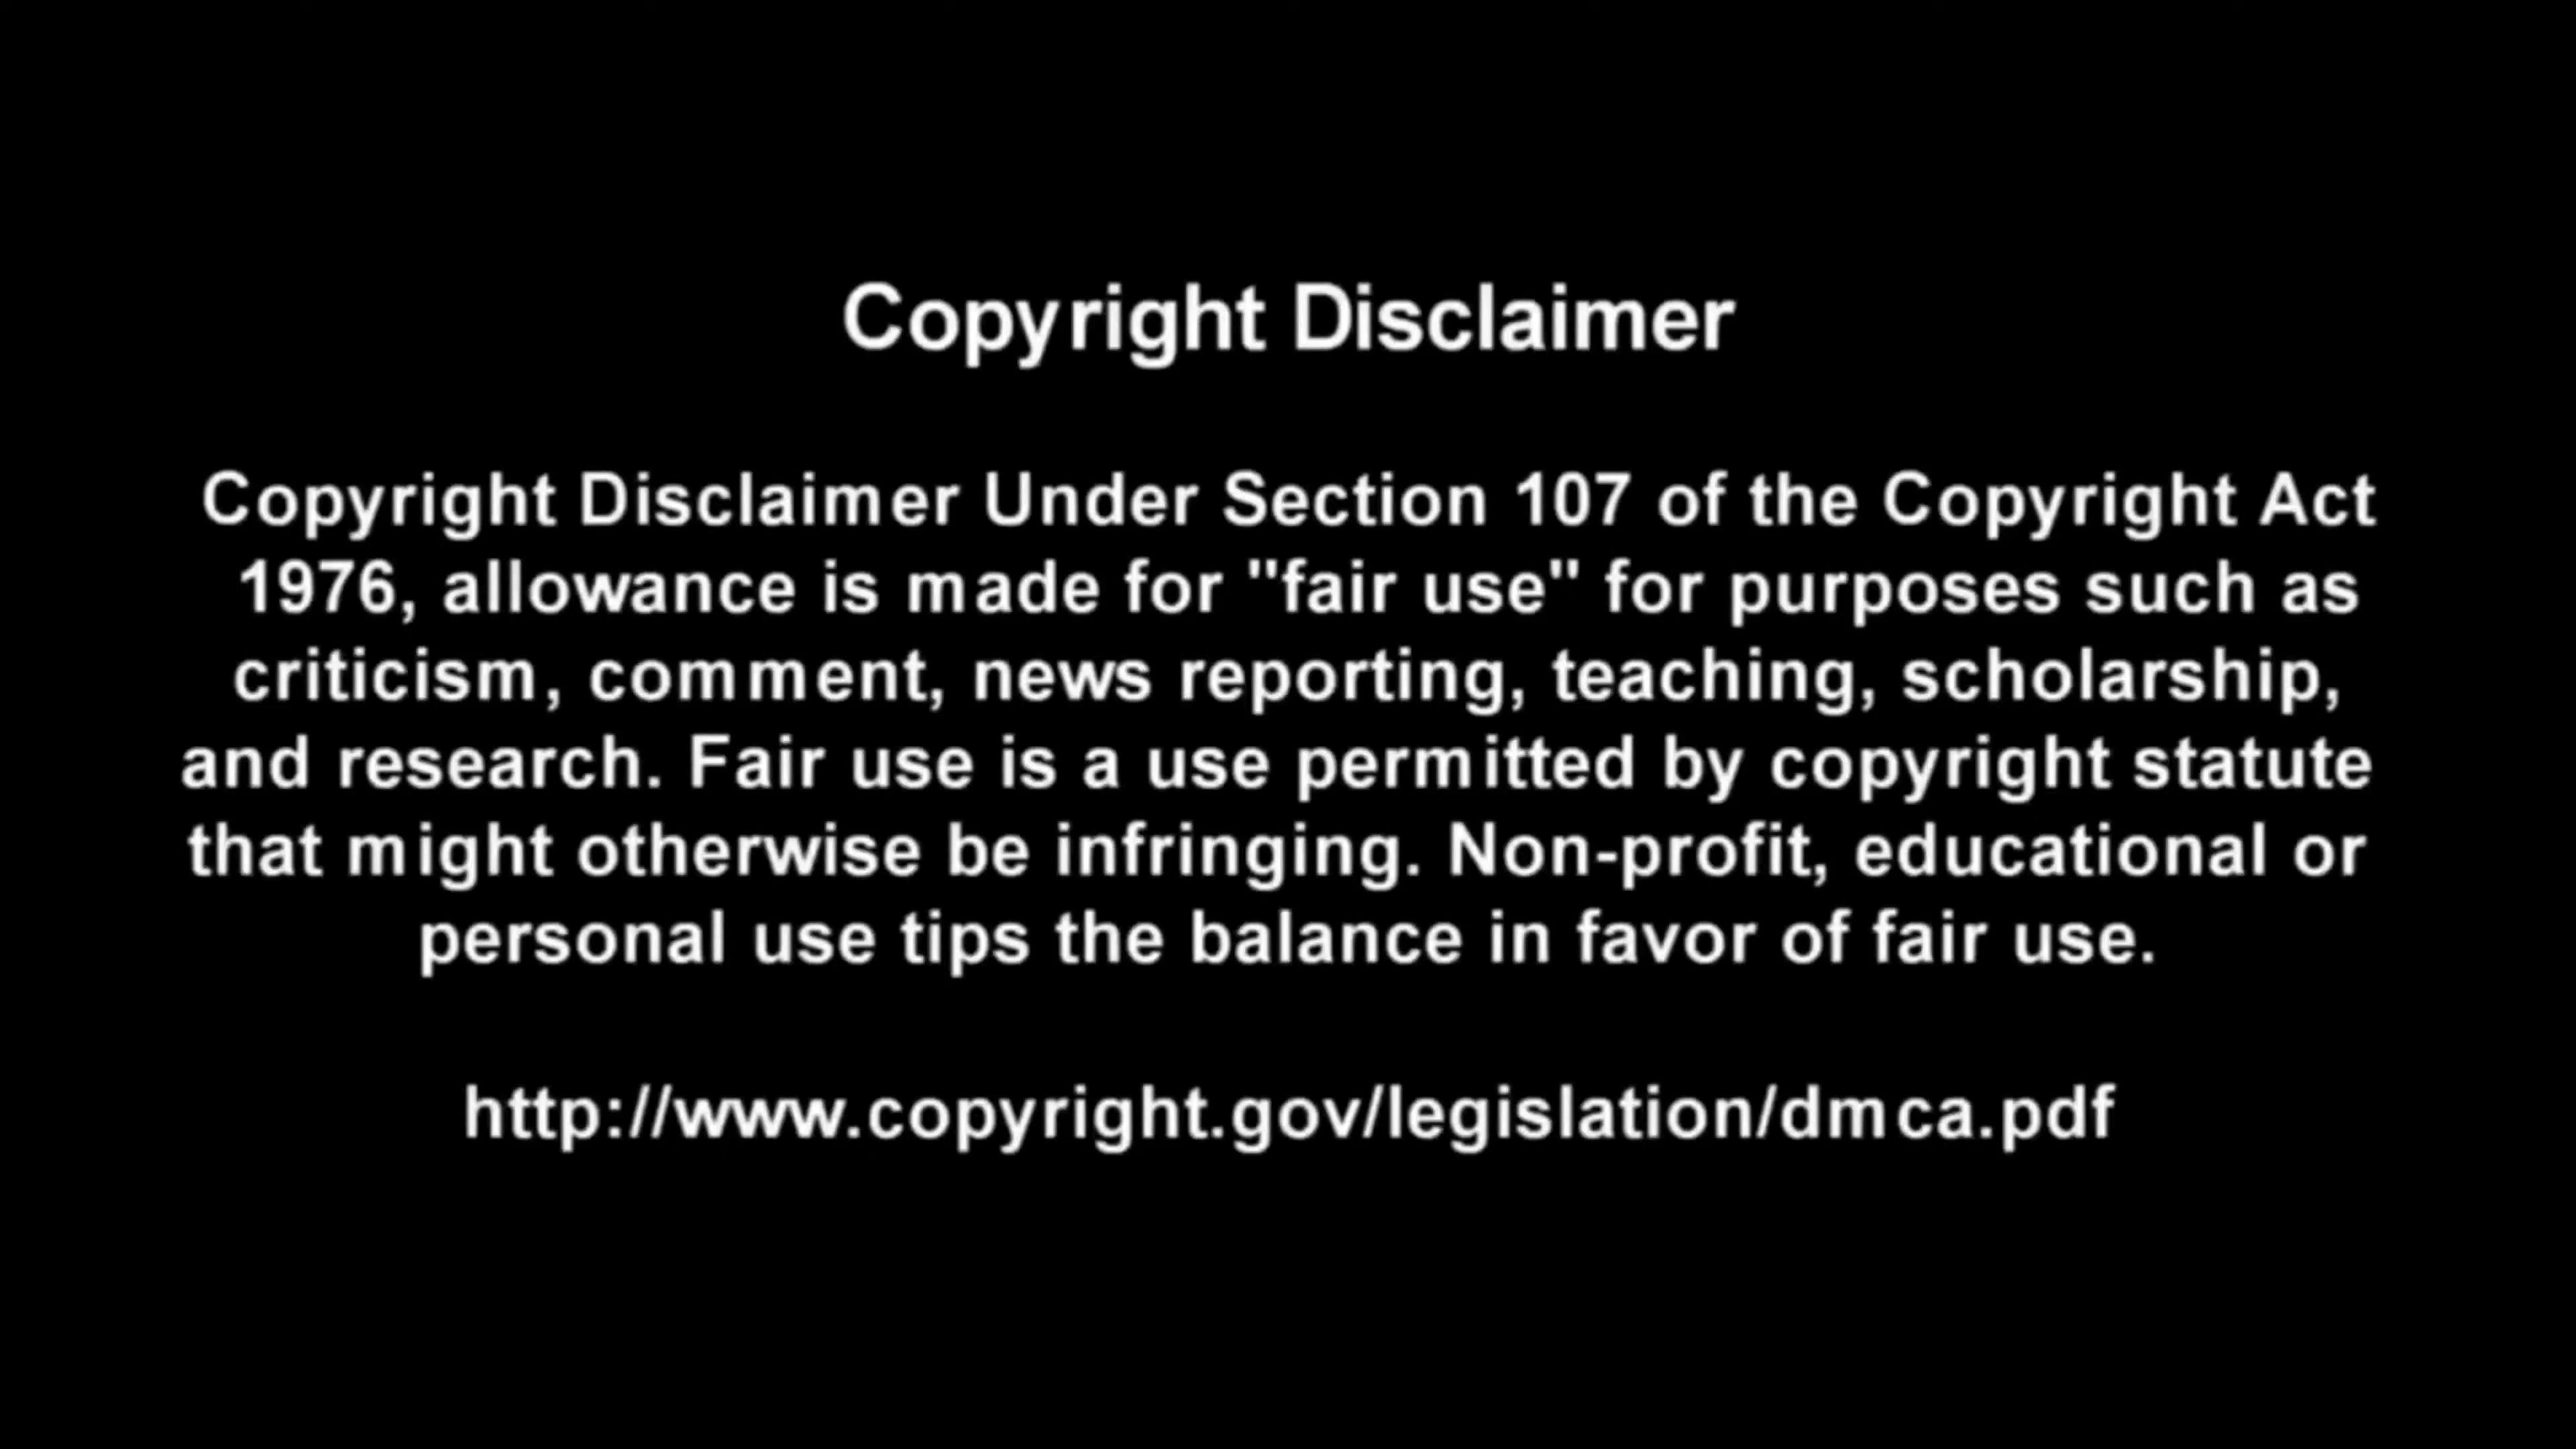 Copyright Disclaimer
Copyright Disclaimer Under Section 107 of the Copyright Act
1976, allowance is made for "fair use" for purposes such as
criticism, comment, news reporting, teaching, scholarship,
and research. Fair use is a use permitted by copyright statute
that might otherwise be infringing. Non-profit, educational or
personal use tips the balance in favor of fair use.
http://www.copyright.gov/legislation/dmca.pdf